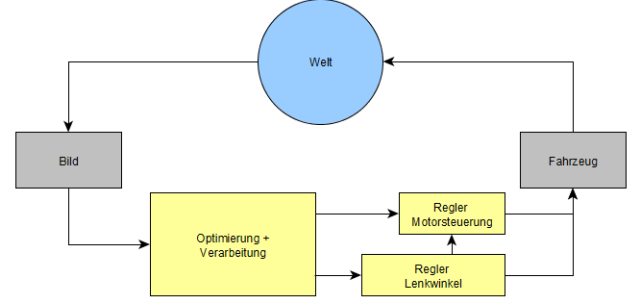 Welt
Bild
Fahrzeug
Optimierung +
Verarbeitung
Regler
Motorsteuerung
Regler
Lenkwinkel